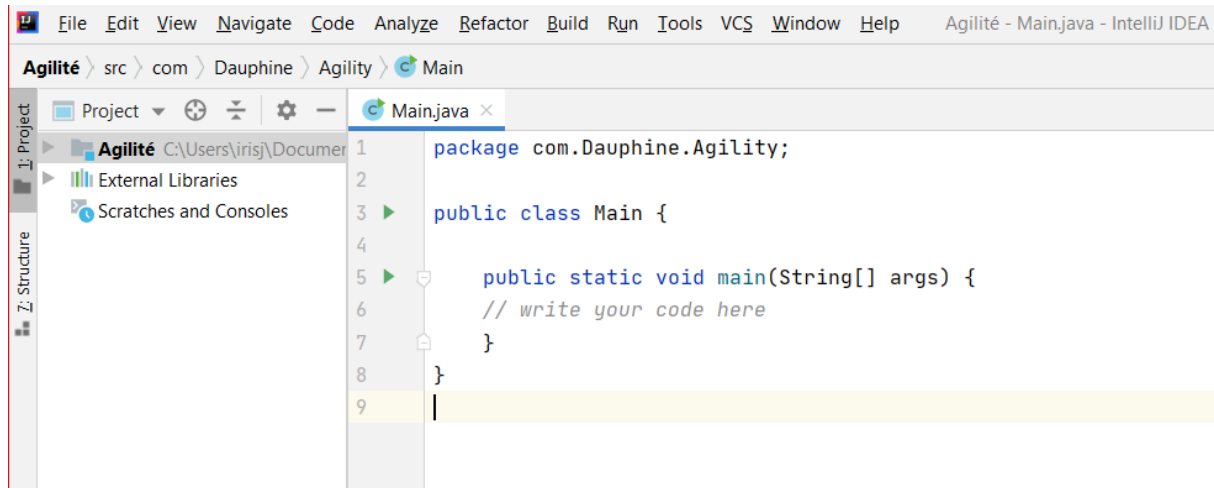 File Edit View Navigate Code Analyze Refactor Build Run Tools VCS Window Help Agilité - Main.java - IntelliJ IDEA
Agilité src com Dauphine Agility Main
1: Project
Z: Structure
Project
Agilité C:\Users\irisj\Documer
External Libraries
Scratches and Consoles
Main.java
1 package com.Dauphine.Agility;
2
3 public class Main {
4
5 public static void main(String[] args) {
6 // write your code here
7 }
8 }
9